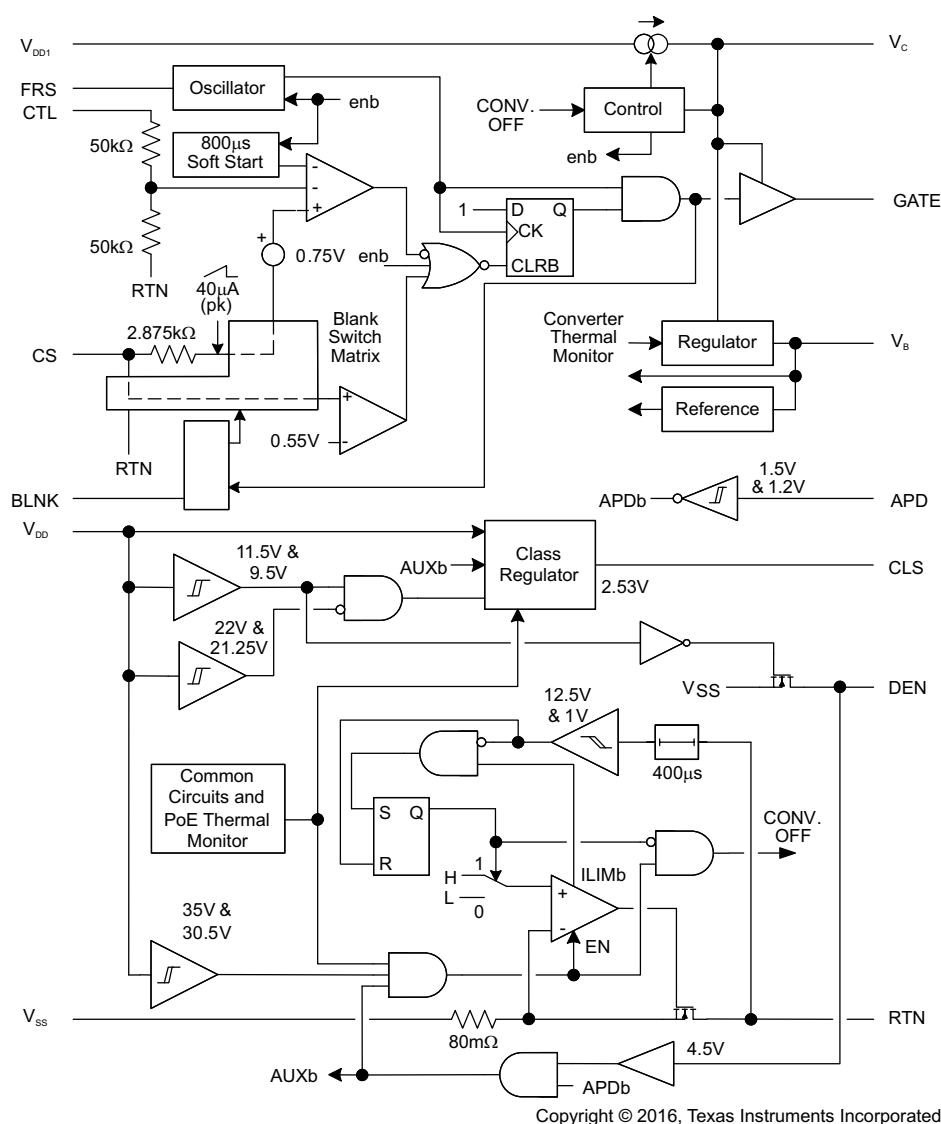 VDD1
VC
FRS
Oscillator
CTL
enb
CONV.
OFF
Control
50kΩ
800μs
Soft Start
enb
-
-
+
1
D
Q
CK
CLRB
GATE
50kΩ
+
0.75V
enb
RTN
40μA
(pk)
Blank
Switch
Matrix
2.875kΩ
CS
Converter
Thermal
Monitor
Regulator
VB
Reference
+
-
0.55V
RTN
BLNK
1.5V
& 1.2V
APDb
APD
VDD
11.5V &
9.5V
AUXb
Class
Regulator
2.53V
CLS
22V &
21.25V
VSS
DEN
12.5V
& 1V
400μs
Common
Circuits and
PoE Thermal
Monitor
S
Q
R
CONV.
OFF
H
1
L
0
ILIMb
+
-
EN
35V &
30.5V
VSS
80mΩ
RTN
4.5V
AUXb
APDb
Copyright © 2016, Texas Instruments Incorporated